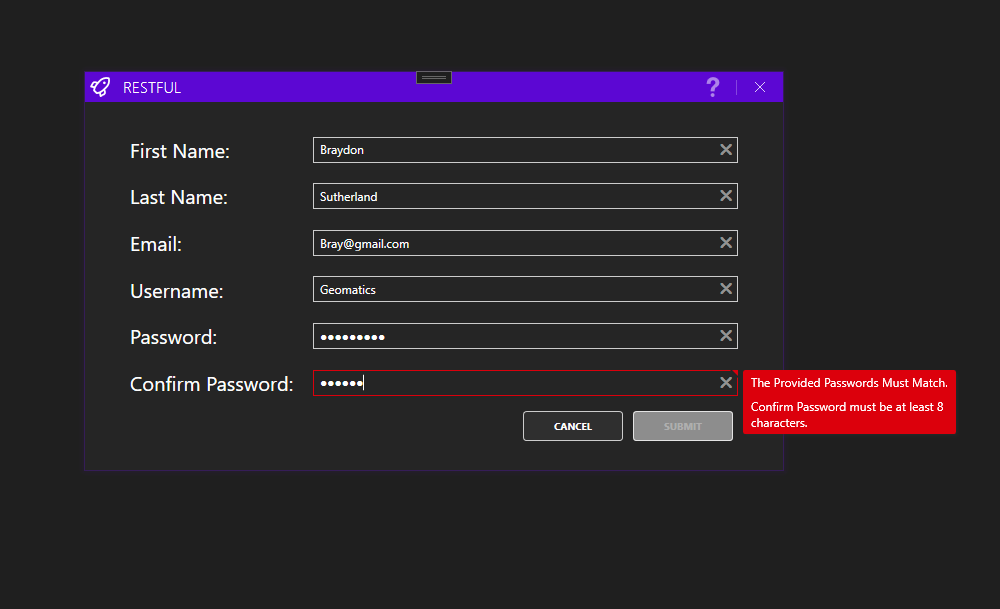 RESTFUL
?
First Name:
Braydon
Last Name:
Sutherland
Email:
Bray@gmail.com
Username:
Geomatics
Password:
●●●●●●●●●
Confirm Password:
●●●●●●
The Provided Passwords Must Match.
Confirm Password must be at least 8
characters.
CANCEL
SUBMIT